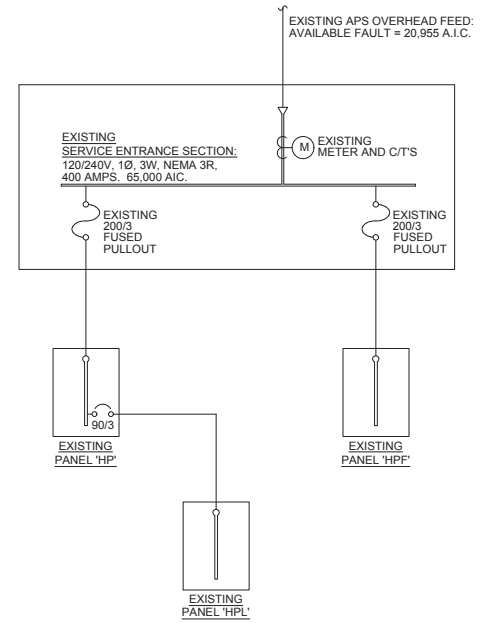 EXISTING APS OVERHEAD FEED:
AVAILABLE FAULT = 20,955 A.I.C.
EXISTING
SERVICE ENTRANCE SECTION:
120/240V, 1Ø, 3W, NEMA 3R,
400 AMPS. 65,000 AIC.
M
EXISTING
METER AND C/T'S
EXISTING
200/3
FUSED
PULLOUT
EXISTING
200/3
FUSED
PULLOUT
90/3
EXISTING
PANEL 'HP'
EXISTING
PANEL 'HPF'
EXISTING
PANEL 'HPL'